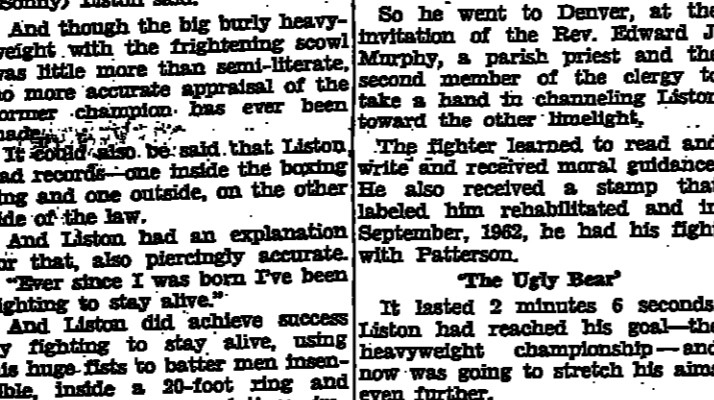 sonny) Liston said.
And though the big burly heavy-
weight with the frightening scowl
was little more than semi-literate,
no more accurate appraisal of the
former champion has ever been
made.
It could also be said that Liston
had records—one inside the boxing
ring and one outside, on the other
side of the law.
And Liston had an explanation
for that, also piercingly accurate.
"Ever since I was born I've been
fighting to stay alive."
And Liston did achieve success
by fighting to stay alive, using
his huge fists to batter men insen-
sible, inside a 20-foot ring and
So he went to Denver, at the
invitation of the Rev. Edward J.
Murphy, a parish priest and the
second member of the clergy to
take a hand in channeling Liston
toward the other limelight.
The fighter learned to read and
write and received moral guidance.
He also received a stamp that
labeled him rehabilitated and in
September, 1962, he had his fight
with Patterson.
'The Ugly Bear'
It lasted 2 minutes 6 seconds.
Liston had reached his goal—the
heavyweight championship—and
now was going to stretch his aims
even further.